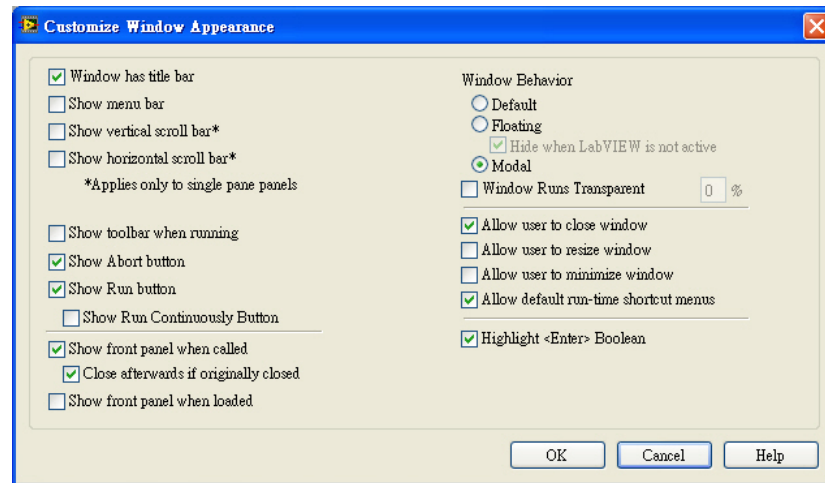 Customize Window Appearance
Window has title bar
Show menu bar
Show vertical scroll bar*
Show horizontal scroll bar*
*Applies only to single pane panels
Show toolbar when running
Show Abort button
Show Run button
Show Run Continuously Button
Show front panel when called
Close afterwards if originally closed
Show front panel when loaded
Window Behavior
Default
Floating
Hide when LabVIEW is not active
Modal
Window Runs Transparent 0 %
Allow user to close window
Allow user to resize window
Allow user to minimize window
Allow default run-time shortcut menus
Highlight <Enter> Boolean
OK Cancel Help